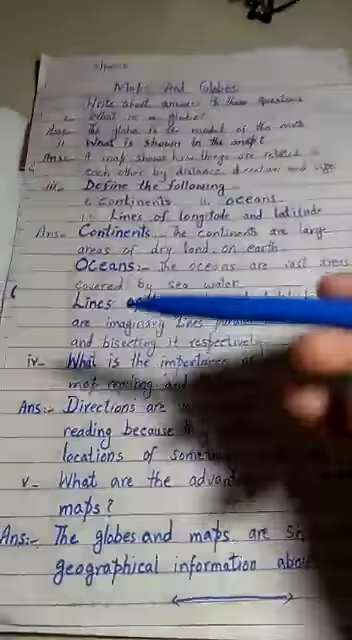 Maps And Globes
Write short answers to these questions
What is a globe?
Ans:- The globe is the model of the
ii. What is shown in the map?
Ans:- A map shows how things are related to
each other by distance, direction and size
iii- Define the following
i. continents ii. oceans
iii. Lines of longitude and latitude
Ans:- Continents:- The continents are large
areas of dry land on earth
Oceans:- The oceans are vast areas
covered by sea water
Lines
are imaginary lines
and bisecting it respectively
iv- What is the importance
map reading and
Ans:- Directions are
reading because
locations of
v- What are the
maps?
Ans:- The globes and maps are
geographical information